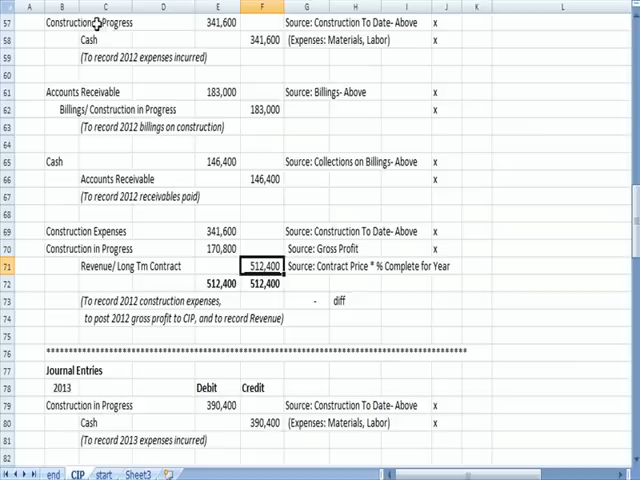 A B C D E F G H I J K L
57 Construction in Progress 341,600 Source: Construction To Date- Above x
58 Cash 341,600 (Expenses: Materials, Labor) x
59 (To record 2012 expenses incurred)
60
61 Accounts Receivable 183,000 Source: Billings- Above x
62 Billings/ Construction in Progress 183,000 x
63 (To record 2012 billings on construction)
64
65 Cash 146,400 Source: Collections on Billings- Above x
66 Accounts Receivable 146,400 x
67 (To record 2012 receivables paid)
68
69 Construction Expenses 341,600 Source: Construction To Date- Above x
70 Construction in Progress 170,800 Source: Gross Profit x
71 Revenue/ Long Tm Contract 512,400 Source: Contract Price * % Complete for Year
72 512,400 512,400
73 (To record 2012 construction expenses, - diff
74 to post 2012 gross profit to CIP, and to record Revenue)
75
76 ********************************************************************************
77 Journal Entries
78 2013 Debit Credit
79 Construction in Progress 390,400 Source: Construction To Date- Above x
80 Cash 390,400 (Expenses: Materials, Labor) x
81 (To record 2013 expenses incurred)
82
end CIP start Sheet3